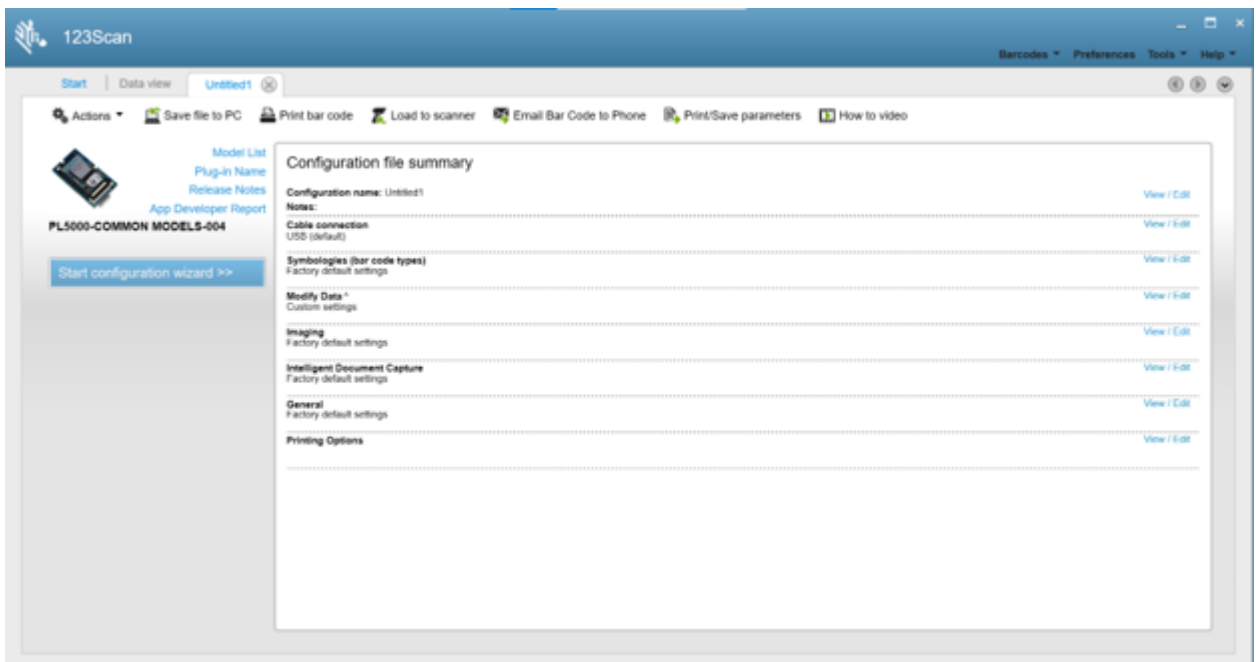 123Scan
Barcodes Preferences Tools Help
Start Data view Untitled1
Actions Save file to PC Print bar code Load to scanner Email Bar Code to Phone Print/Save parameters How to video
Model List
Plug-in Name
Release Notes
App Developer Report
PL5000-COMMON MODELS-004
Start configuration wizard >>
Configuration file summary
Configuration name: Untitled1 View / Edit
Notes:
Cable connection View / Edit
USB (default)
Symbologies (bar code types) View / Edit
Factory default settings
Modify Data ^ View / Edit
Custom settings
Imaging View / Edit
Factory default settings
Intelligent Document Capture View / Edit
Factory default settings
General View / Edit
Factory default settings
Printing Options View / Edit